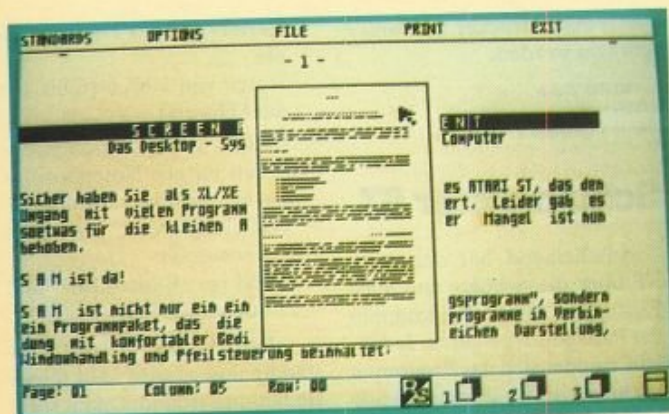 STANDARDS OPTIONS FILE PRINT EXIT
- 1 -
SCREEN A ENT
Das Desktop - Sys Computer
Sicher haben Sie als XL/XE es ATARI ST, das den
Umgang mit vielen Programm ert. Leider gab es
soetwas für die kleinen A er Mangel ist nun
behoben.
S A M ist da!
S A M ist nicht nur ein ein gsprogramm", sondern
ein Programmpaket, das die programme in Verbin-
dung mit komfortabler Bedi eichen Darstellung,
Windowhandling und Pfeilsteuerung beinhaltet.
Page: 01 Column: 05 Row: 00 1 2 3